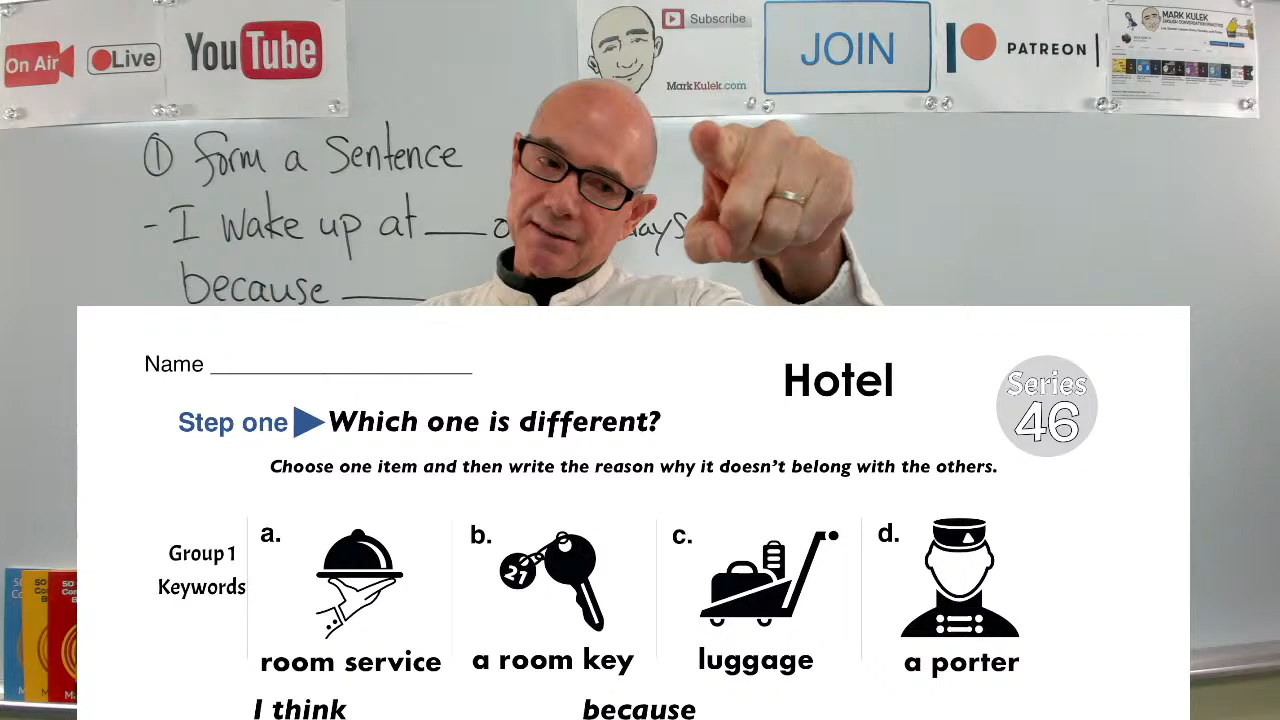 On Air
Live
YouTube
Subscribe
MarkKulek.com
JOIN
PATREON
MARK KULEK
① form a Sentence
- I wake up at ___ o
ays
because ___
Name ___
Hotel
Series
46
Step one Which one is different?
Choose one item and then write the reason why it doesn't belong with the others.
Group 1
Keywords
a.
b.
c.
d.
21
room service
a room key
luggage
a porter
I think
because